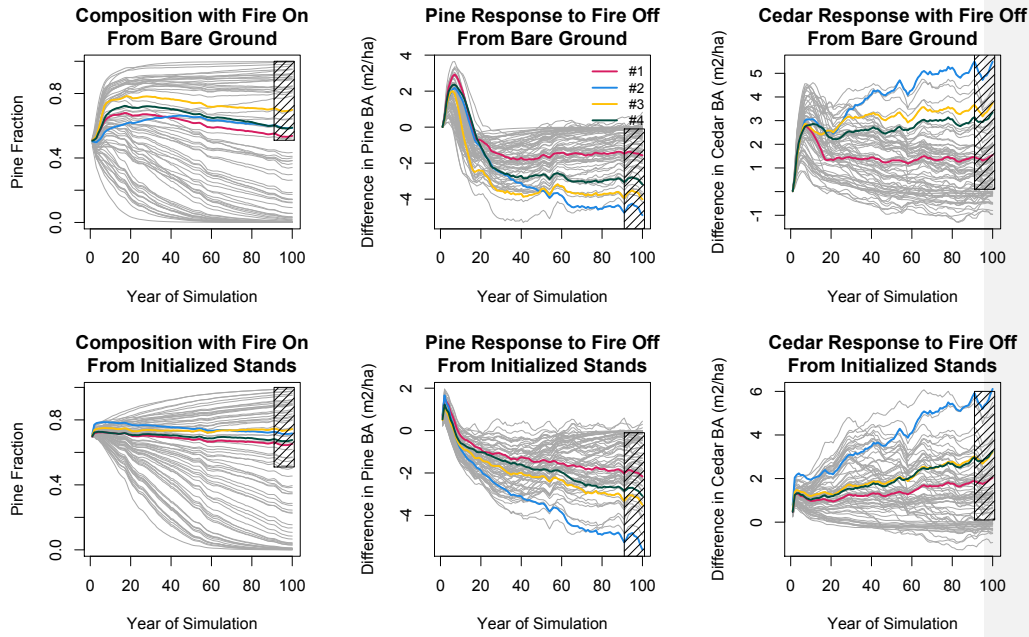 Composition with Fire On
From Bare Ground
Pine Fraction
0.0 0.4 0.8
0 20 40 60 80 100
Year of Simulation
Pine Response to Fire Off
From Bare Ground
Difference in Pine BA (m2/ha)
-4 -2 0 2 4
#1
#2
#3
#4
0 20 40 60 80 100
Year of Simulation
Cedar Response with Fire Off
From Bare Ground
Difference in Cedar BA (m2/ha)
-1 1 2 3 4 5
0 20 40 60 80 100
Year of Simulation
Composition with Fire On
From Initialized Stands
Pine Fraction
0.0 0.4 0.8
0 20 40 60 80 100
Year of Simulation
Pine Response to Fire Off
From Initialized Stands
Difference in Pine BA (m2/ha)
-4 -2 0 2
0 20 40 60 80 100
Year of Simulation
Cedar Response to Fire Off
From Initialized Stands
Difference in Cedar BA (m2/ha)
0 2 4 6
0 20 40 60 80 100
Year of Simulation